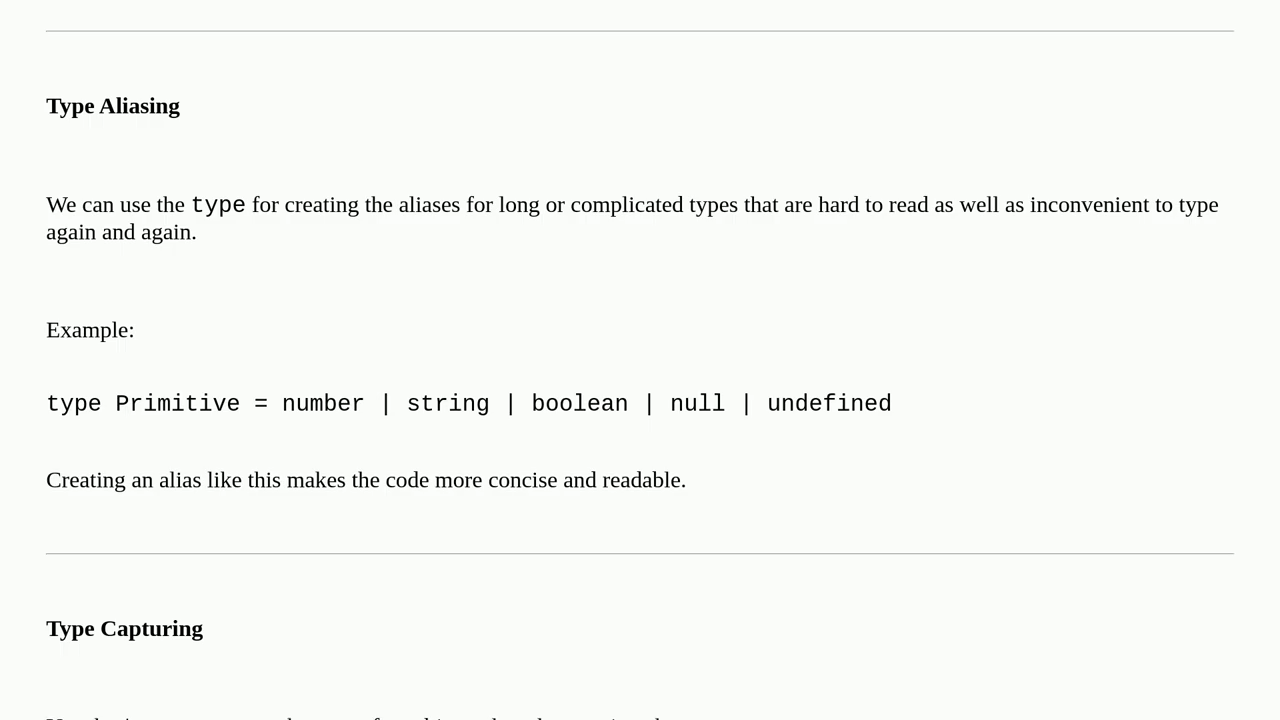 Type Aliasing
We can use the type for creating the aliases for long or complicated types that are hard to read as well as inconvenient to type
again and again.
Example:
type Primitive = number | string | boolean | null | undefined
Creating an alias like this makes the code more concise and readable.
Type Capturing